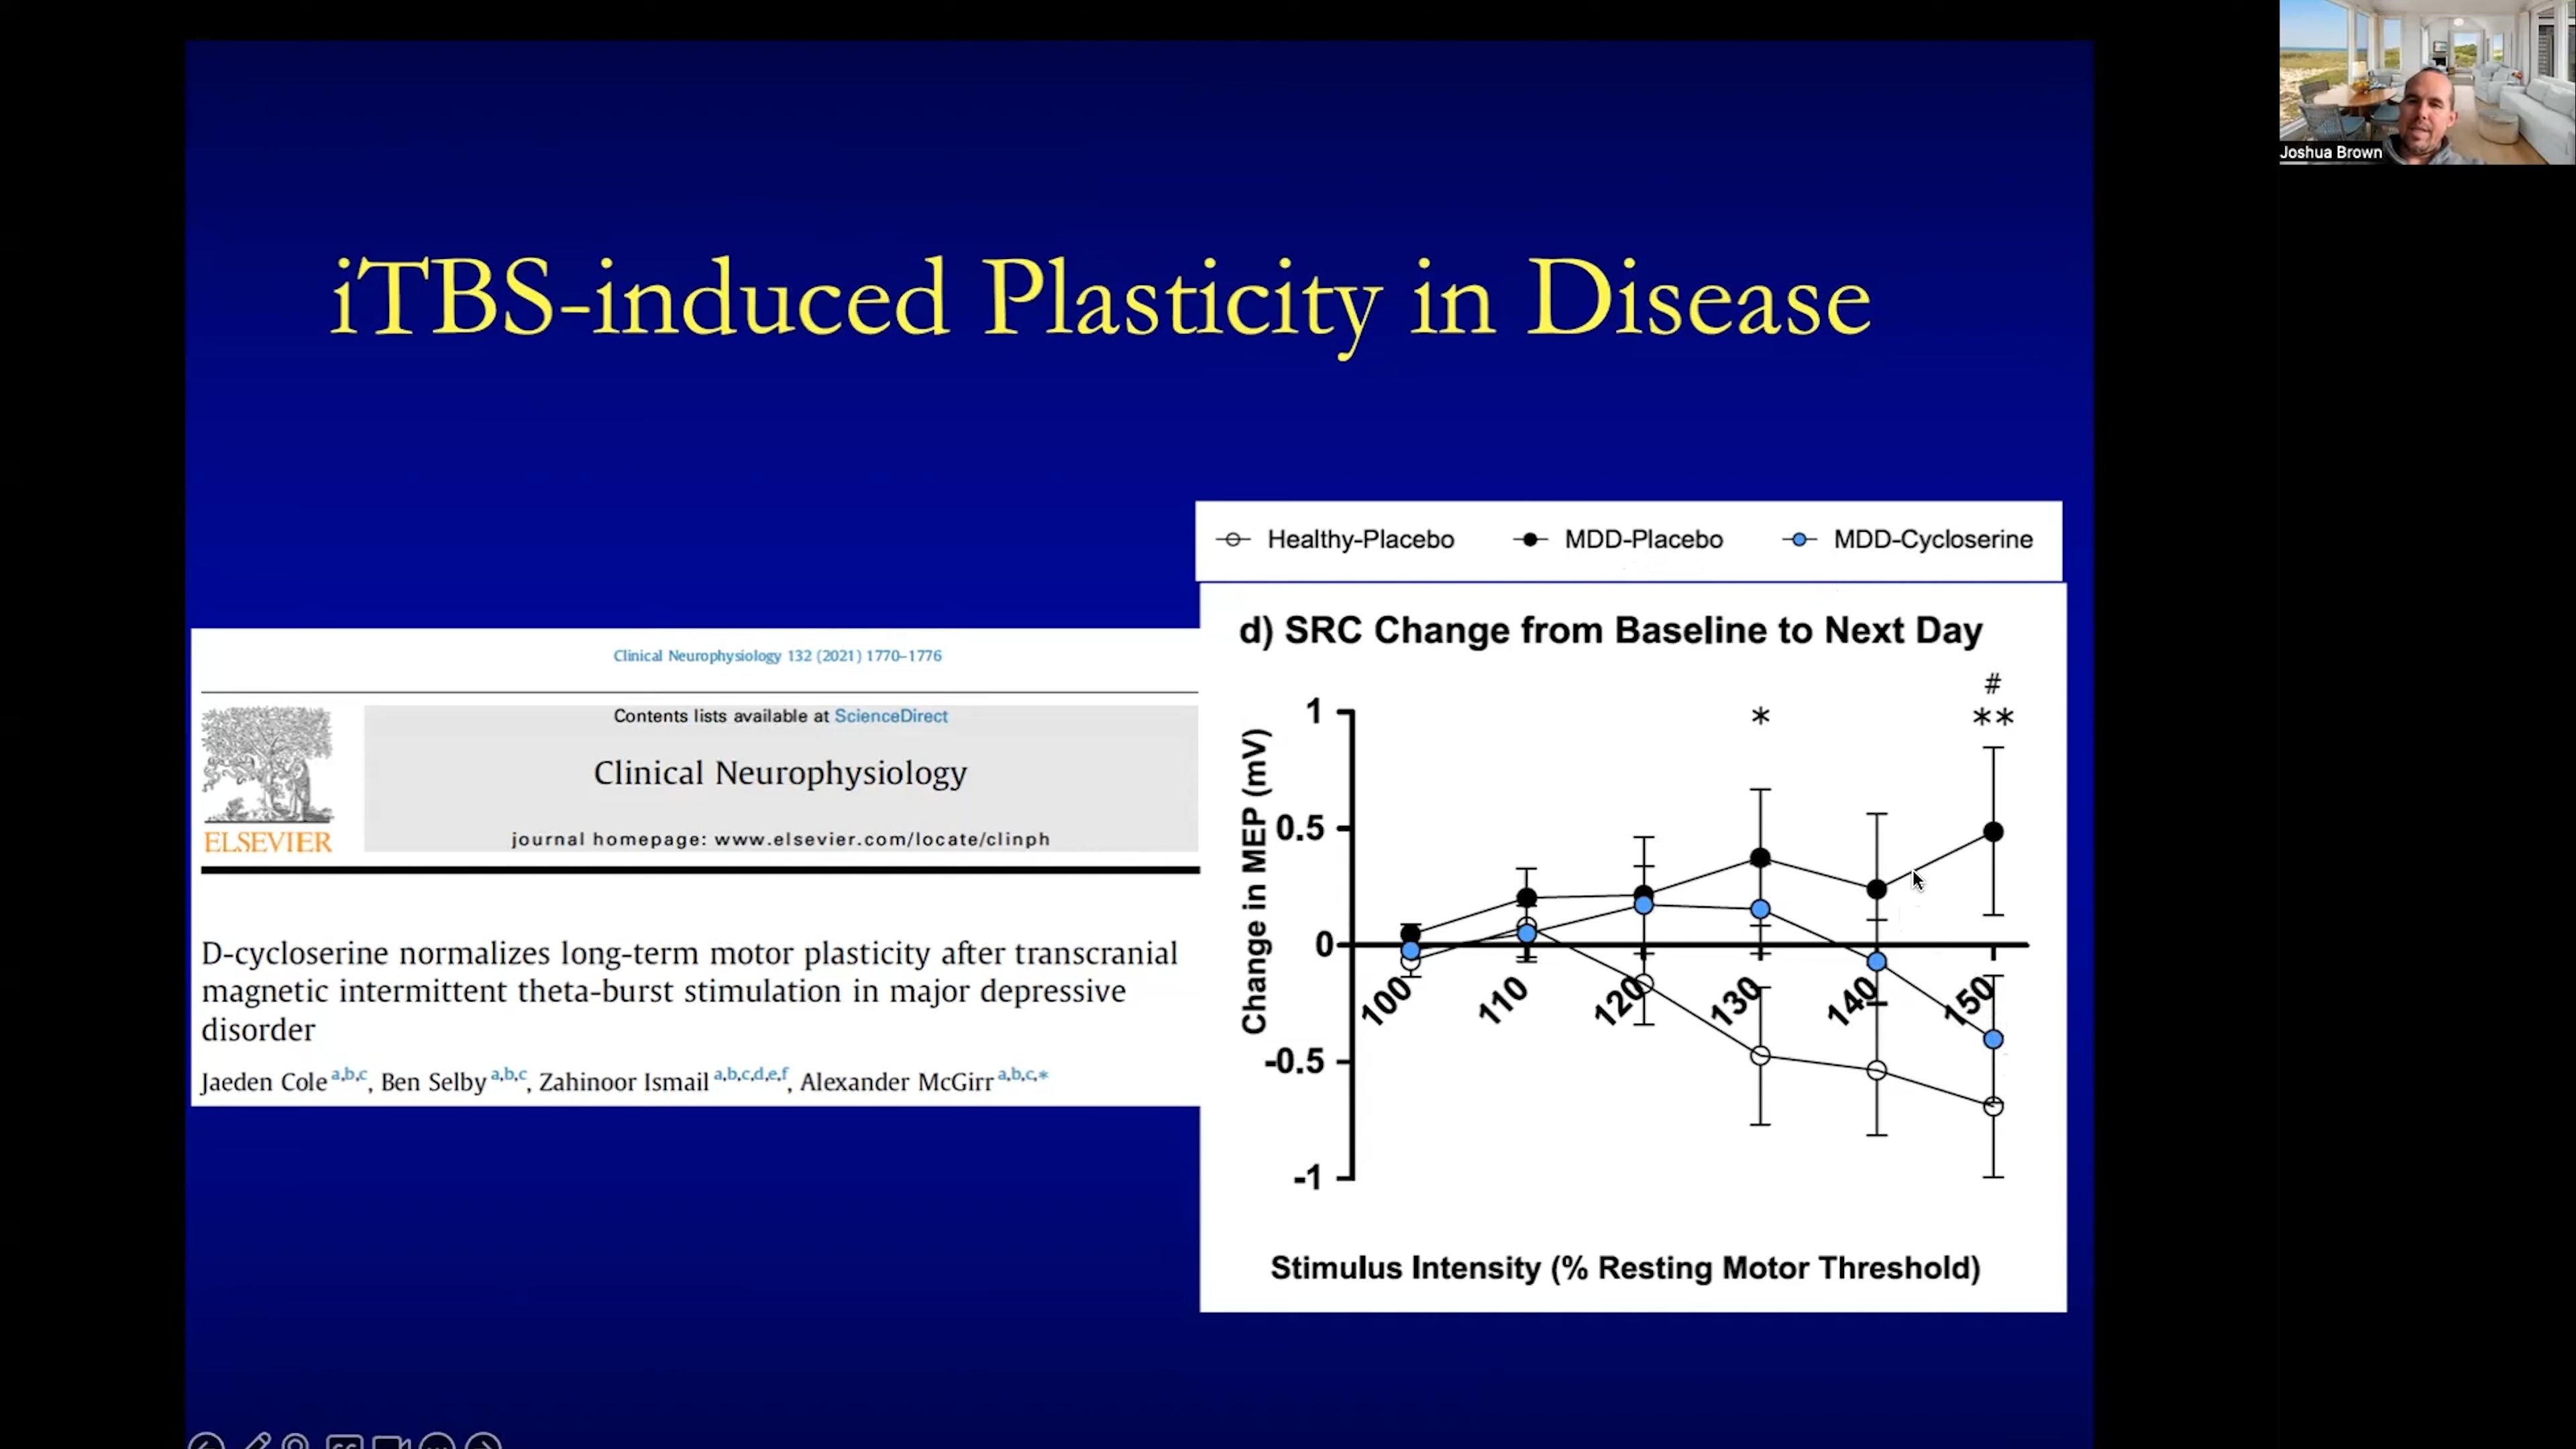 Joshua Brown
iTBS-induced Plasticity in Disease
Healthy-Placebo MDD-Placebo MDD-Cycloserine
Clinical Neurophysiology 132 (2021) 1770–1776
Contents lists available at ScienceDirect
Clinical Neurophysiology
journal homepage: www.elsevier.com/locate/clinph
ELSEVIER
D-cycloserine normalizes long-term motor plasticity after transcranial
magnetic intermittent theta-burst stimulation in major depressive
disorder
Jaeden Cole a,b,c, Ben Selby a,b,c, Zahinoor Ismail a,b,c,d,e,f, Alexander McGirr a,b,c,*
d) SRC Change from Baseline to Next Day
#
* **
Change in MEP (mV)
1
0.5
0
-0.5
-1
100 110 120 130 140 150
Stimulus Intensity (% Resting Motor Threshold)